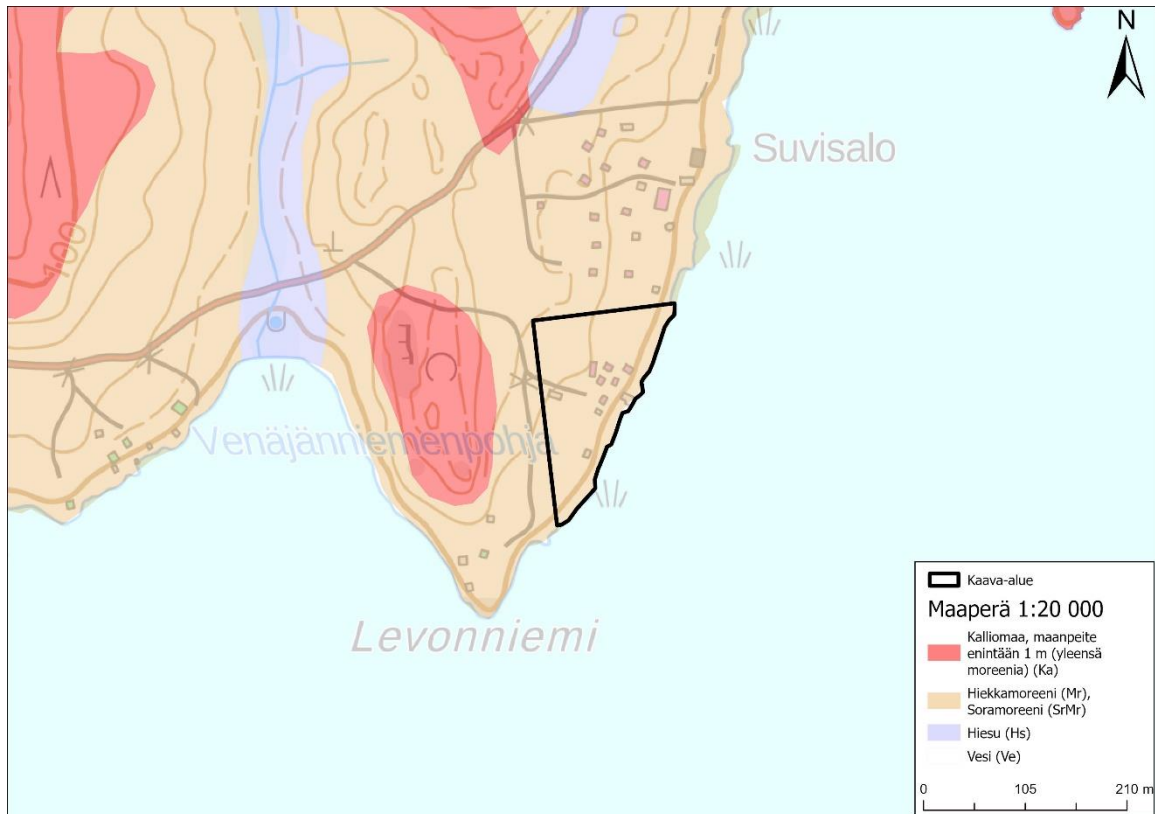 N
Suvisalo
100
Venäjänniemenpohja
Levonniemi
Kaava-alue
Maaperä 1:20 000
Kalliomaa, maanpeite
enintään 1 m (yleensä
moreenia) (Ka)
Hiekkamoreeni (Mr),
Soramoreeni (SrMr)
Hiesu (Hs)
Vesi (Ve)
0 105 210 m